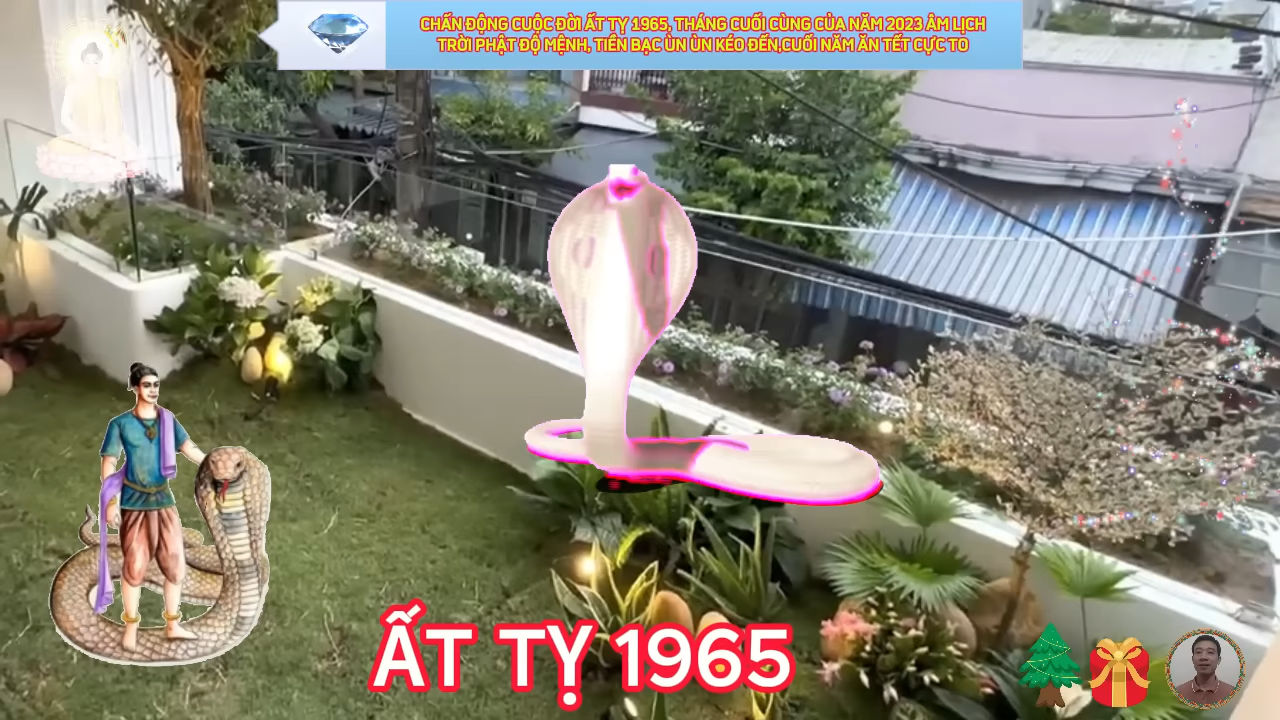 CHẤN ĐỘNG CUỘC ĐỜI ẤT TỴ 1965, THÁNG CUỐI CÙNG CỦA NĂM 2023 ÂM LỊCH
TRỜI PHẬT ĐỘ MỆNH, TIỀN BẠC ÙN ÙN KÉO ĐẾN,CUỐI NĂM ĂN TẾT CỰC TO
ẤT TỴ 1965